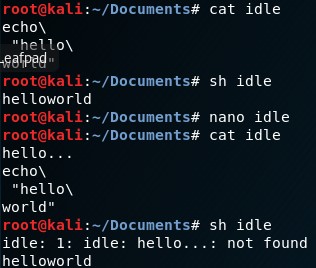 root@kali:~/Documents# cat idle
echo\
 "hello\
world"
Leafpad
root@kali:~/Documents# sh idle
helloworld
root@kali:~/Documents# nano idle
root@kali:~/Documents# cat idle
hello...
echo\
 "hello\
world"
root@kali:~/Documents# sh idle
idle: 1: idle: hello...: not found
helloworld